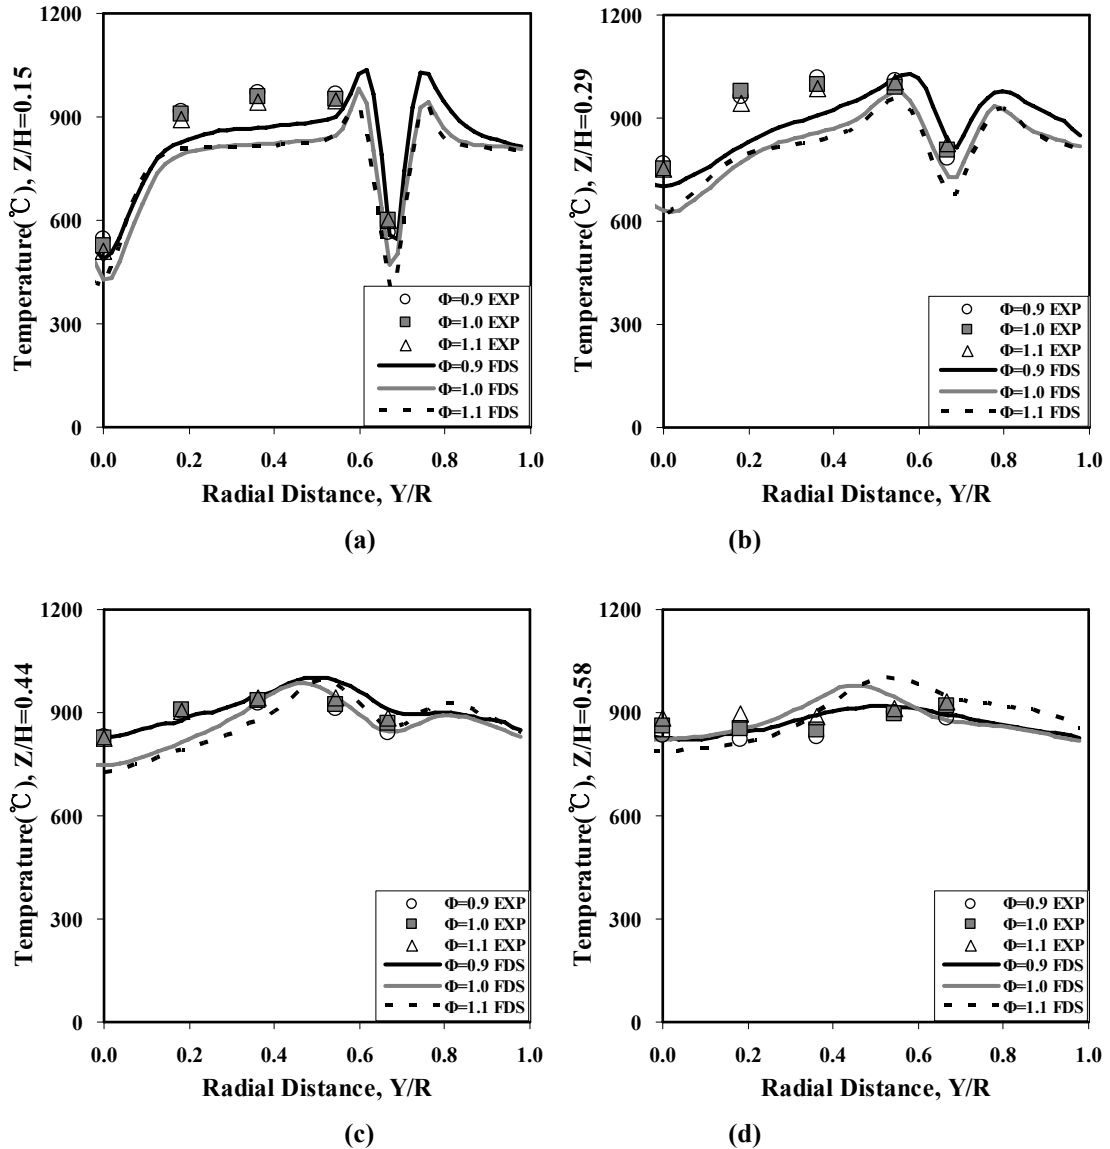 Temperature(℃), Z/H=0.15
1200
900
600
300
0
Φ=0.9 EXP
Φ=1.0 EXP
Φ=1.1 EXP
Φ=0.9 FDS
Φ=1.0 FDS
Φ=1.1 FDS
0.0 0.2 0.4 0.6 0.8 1.0
Radial Distance, Y/R
(a)
Temperature(℃), Z/H=0.29
1200
900
600
300
0
Φ=0.9 EXP
Φ=1.0 EXP
Φ=1.1 EXP
Φ=0.9 FDS
Φ=1.0 FDS
Φ=1.1 FDS
0.0 0.2 0.4 0.6 0.8 1.0
Radial Distance, Y/R
(b)
Temperature(℃), Z/H=0.44
1200
900
600
300
0
Φ=0.9 EXP
Φ=1.0 EXP
Φ=1.1 EXP
Φ=0.9 FDS
Φ=1.0 FDS
Φ=1.1 FDS
0.0 0.2 0.4 0.6 0.8 1.0
Radial Distance, Y/R
(c)
Temperature(℃), Z/H=0.58
1200
900
600
300
0
Φ=0.9 EXP
Φ=1.0 EXP
Φ=1.1 EXP
Φ=0.9 FDS
Φ=1.0 FDS
Φ=1.1 FDS
0.0 0.2 0.4 0.6 0.8 1.0
Radial Distance, Y/R
(d)